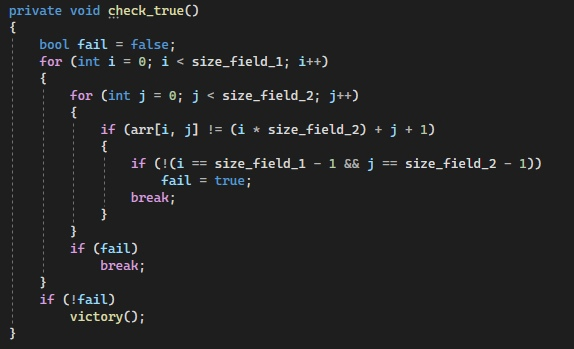 private void check_true()
{
    bool fail = false;
    for (int i = 0; i < size_field_1; i++)
    {
        for (int j = 0; j < size_field_2; j++)
        {
            if (arr[i, j] != (i * size_field_2) + j + 1)
            {
                if (!(i == size_field_1 - 1 && j == size_field_2 - 1))
                    fail = true;
                break;
            }
        }
        if (fail)
            break;
    }
    if (!fail)
        victory();
}